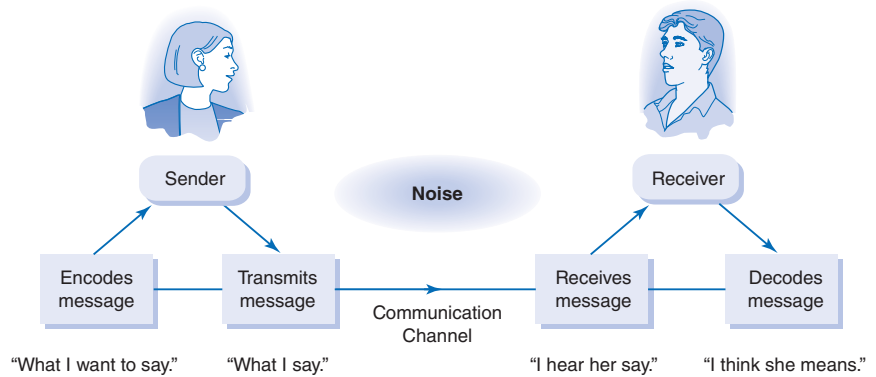 Sender
Noise
Receiver
Encodes
message
Transmits
message
Communication
Channel
Receives
message
Decodes
message
“What I want to say.”
“What I say.”
“I hear her say.”
“I think she means.”